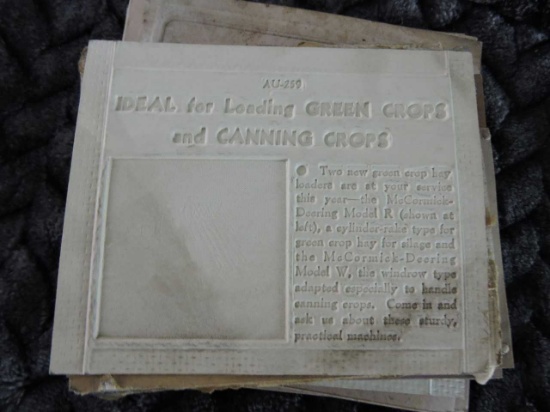 AU-259
IDEAL for Loading GREEN CROPS
and CANNING CROPS
Two new green crop hay
loaders are at your service
this year—the McCormick-
Deering Model R (shown at
left), a cylinder-rake type for
green crop hay for silage and
the McCormick-Deering
Model W, the windrow type
adapted especially to handle
canning crops. Come in and
ask us about these sturdy,
practical machines.